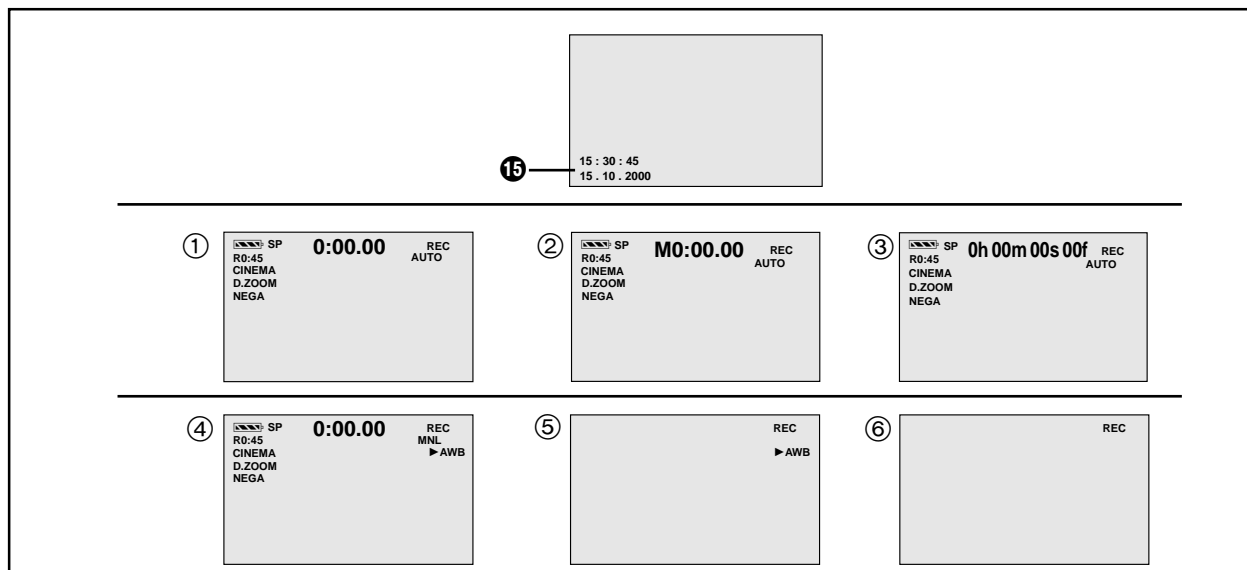 15 : 30 : 45
⓯
15 . 10 . 2000
①
SP 0:00.00 REC
R0:45 AUTO
CINEMA
D.ZOOM
NEGA
②
SP M0:00.00 REC
R0:45 AUTO
CINEMA
D.ZOOM
NEGA
③
SP 0h 00m 00s 00f REC
R0:45 AUTO
CINEMA
D.ZOOM
NEGA
④
SP 0:00.00 REC
R0:45 MNL
CINEMA ►AWB
D.ZOOM
NEGA
⑤
REC
►AWB
⑥
REC